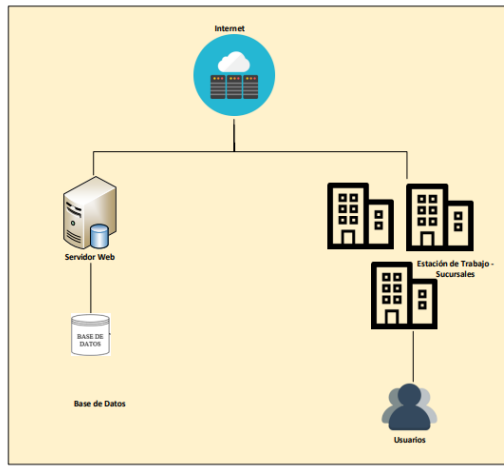 Internet
Servidor Web
Estación de Trabajo -
Sucursales
BASE DE
DATOS
Base de Datos
Usuarios